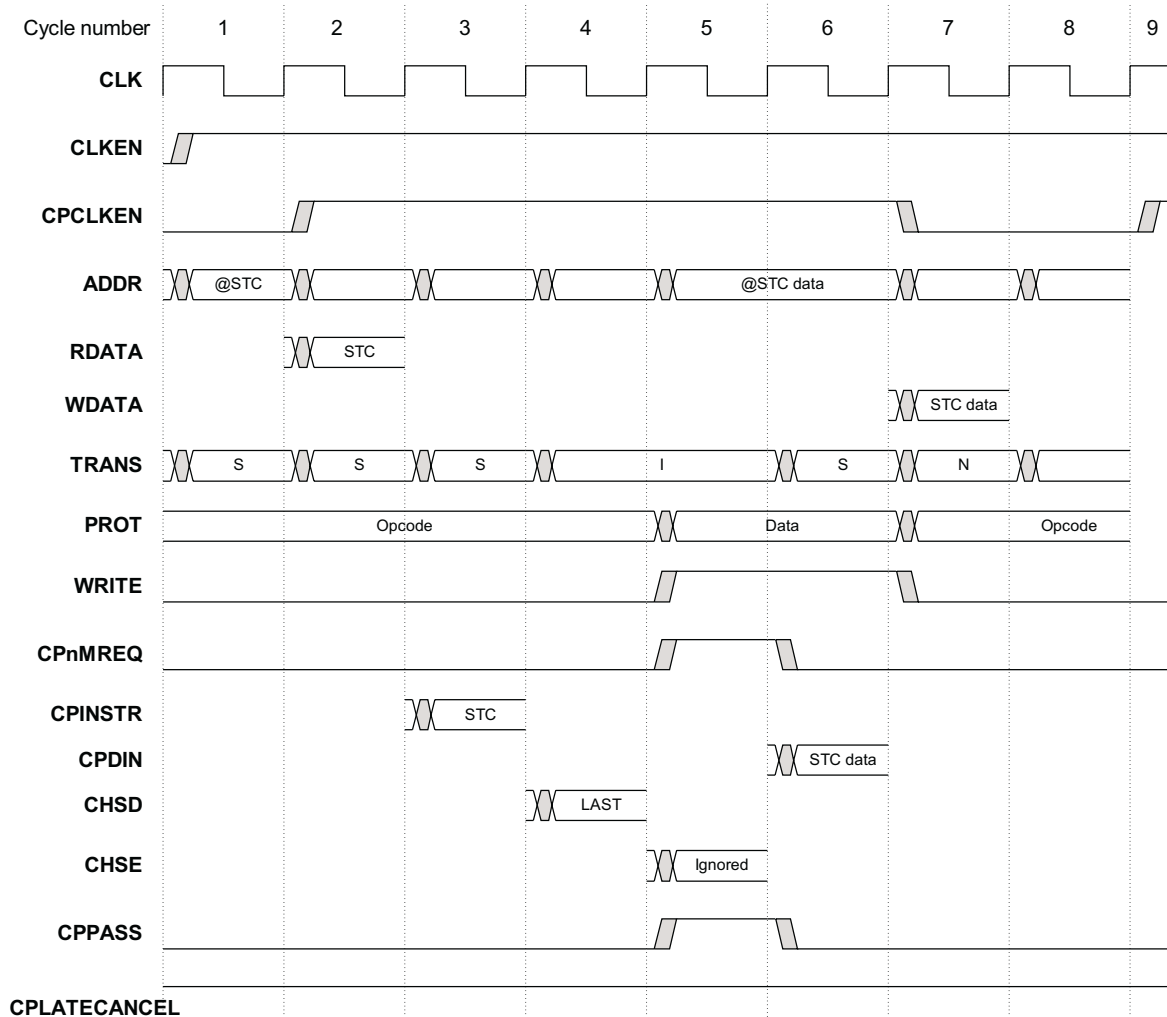 Cycle number 1 2 3 4 5 6 7 8 9
CLK
CLKEN
CPCLKEN
ADDR @STC @STC data
RDATA STC
WDATA STC data
TRANS S S S I S N
PROT Opcode Data Opcode
WRITE
CPnMREQ
CPINSTR STC
CPDIN STC data
CHSD LAST
CHSE Ignored
CPPASS
CPLATECANCEL